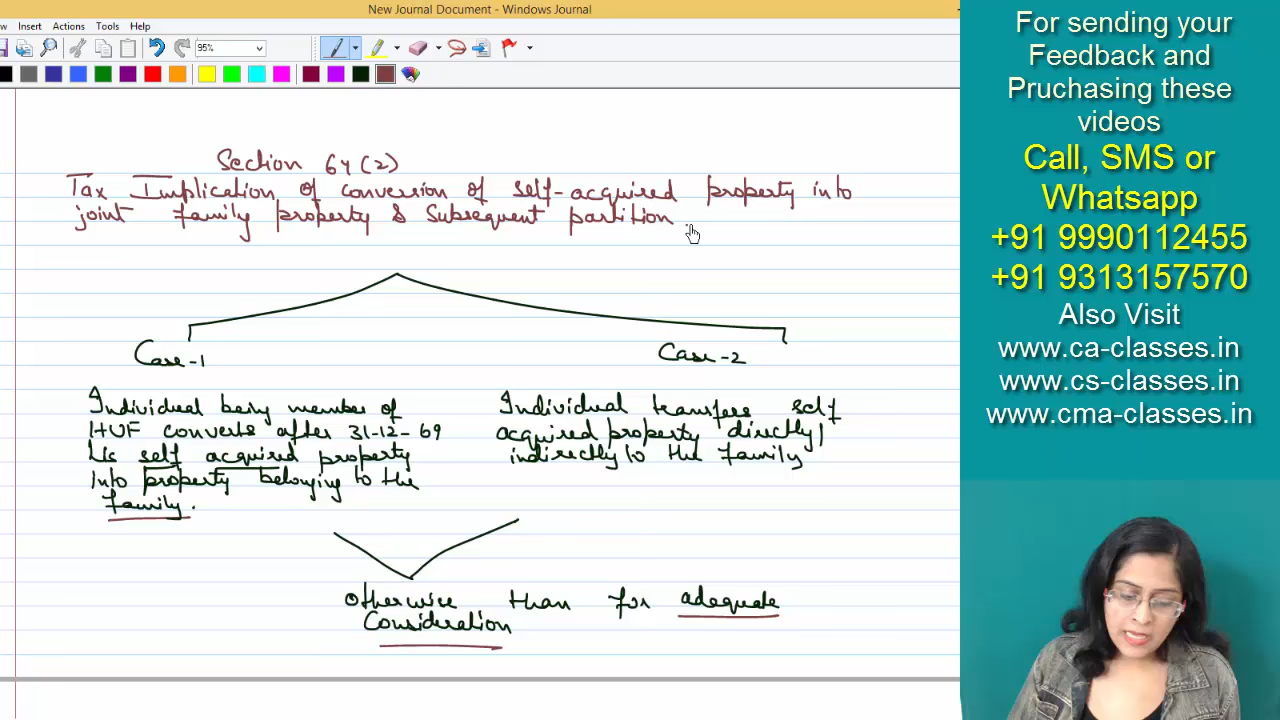 New Journal Document - Windows Journal
Insert Actions Tools Help
95%
Section 64(2)
Tax Implication of conversion of self-acquired property into
joint family property & Subsequent partition
Case-1
Individual being member of
HUF converts after 31-12-69
his self acquired property
into property belonging to the
family.
Case-2
Individual transfers self
acquired property directly/
indirectly to the family
otherwise than for adequate
Consideration
For sending your
Feedback and
Pruchasing these
videos
Call, SMS or
Whatsapp
+91 9990112455
+91 9313157570
Also Visit
www.ca-classes.in
www.cs-classes.in
www.cma-classes.in